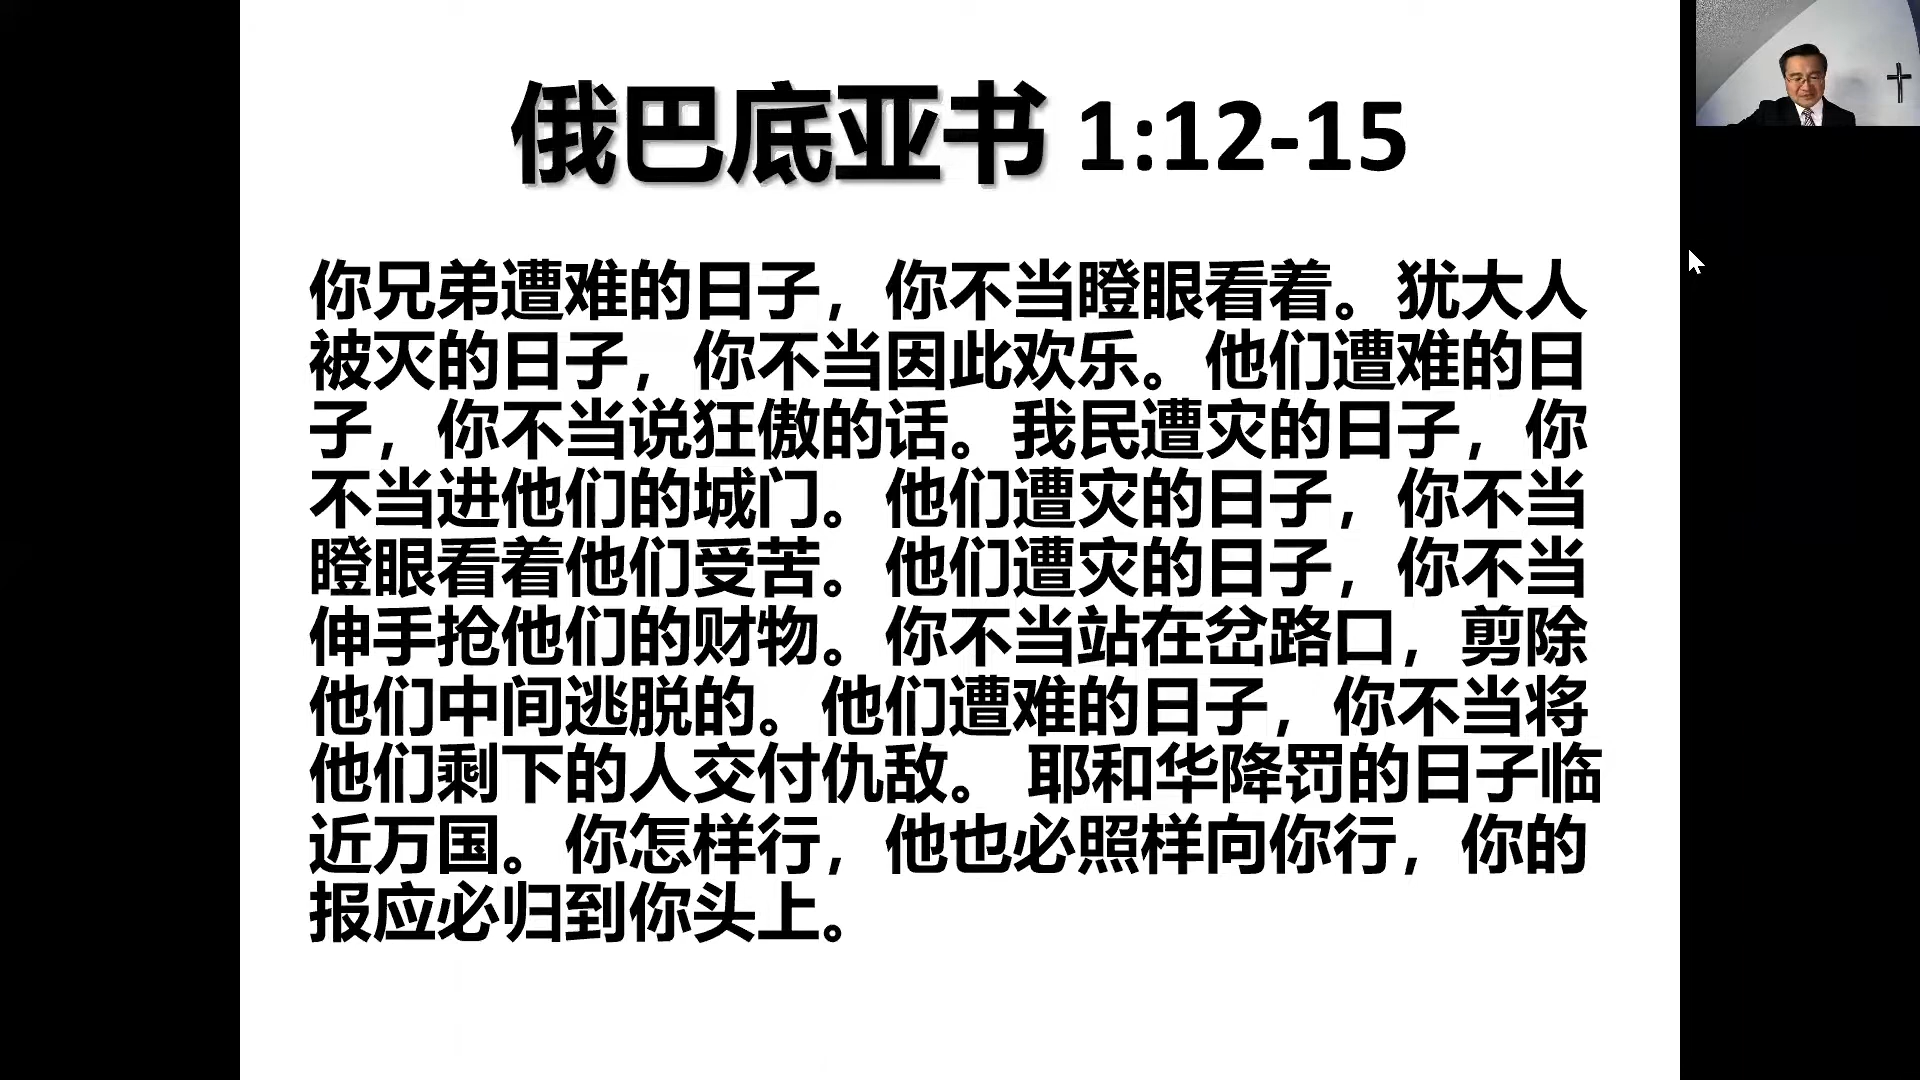 俄巴底亚书 1:12-15
你兄弟遭难的日子，你不当瞪眼看着。犹大人
被灭的日子，你不当因此欢乐。他们遭难的日
子，你不当说狂傲的话。我民遭灾的日子，你
不当进他们的城门。他们遭灾的日子，你不当
瞪眼看着他们受苦。他们遭灾的日子，你不当
伸手抢他们的财物。你不当站在岔路口，剪除
他们中间逃脱的。他们遭难的日子，你不当将
他们剩下的人交付仇敌。 耶和华降罚的日子临
近万国。你怎样行，他也必照样向你行，你的
报应必归到你头上。